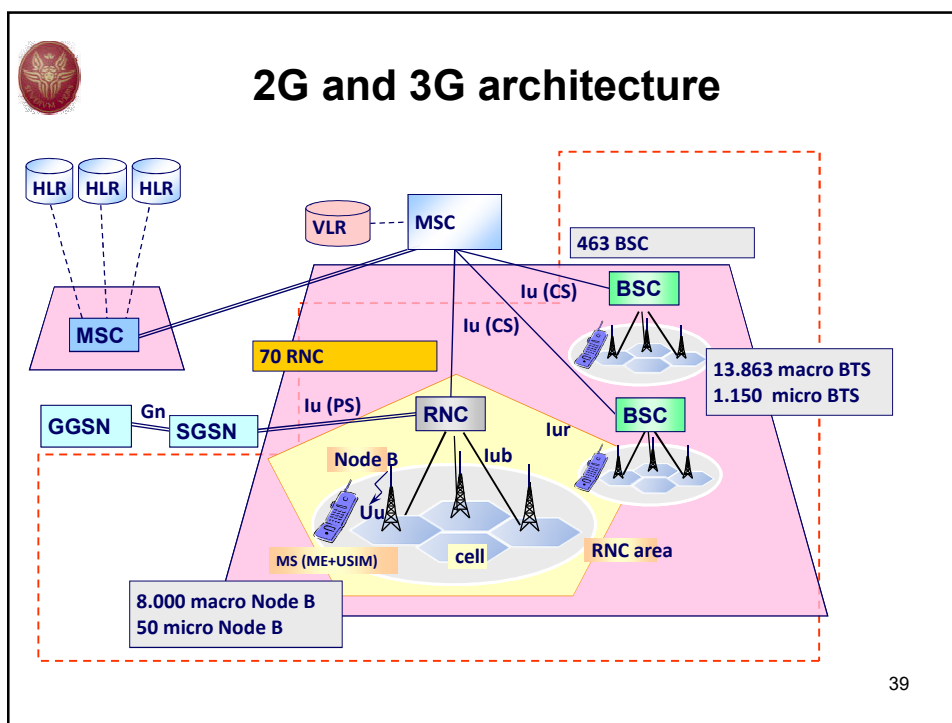 2G and 3G architecture
HLR
HLR
HLR
VLR
MSC
463 BSC
BSC
Iu (CS)
Iu (CS)
MSC
70 RNC
13.863 macro BTS
1.150 micro BTS
GGSN
Gn
SGSN
Iu (PS)
RNC
BSC
Iur
Node B
Iub
Uu
MS (ME+USIM)
cell
RNC area
8.000 macro Node B
50 micro Node B
39